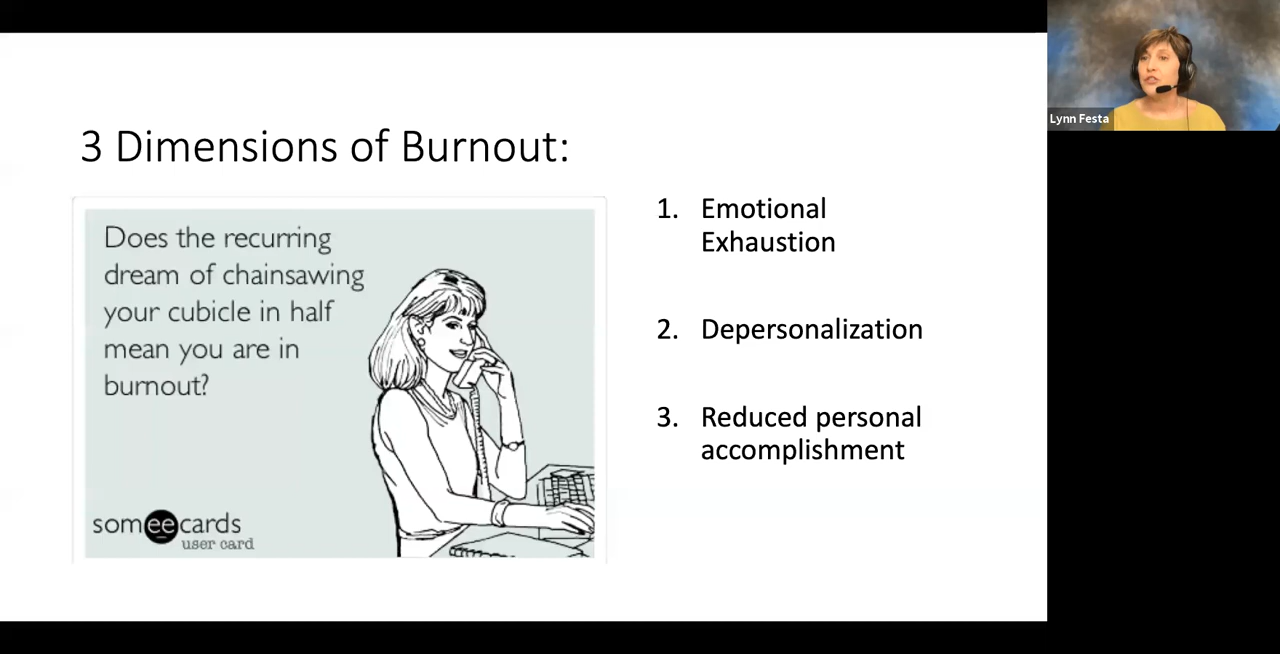 3 Dimensions of Burnout:
Does the recurring
dream of chainsawing
your cubicle in half
mean you are in
burnout?
someecards
user card
1. Emotional
Exhaustion
2. Depersonalization
3. Reduced personal
accomplishment
Lynn Festa